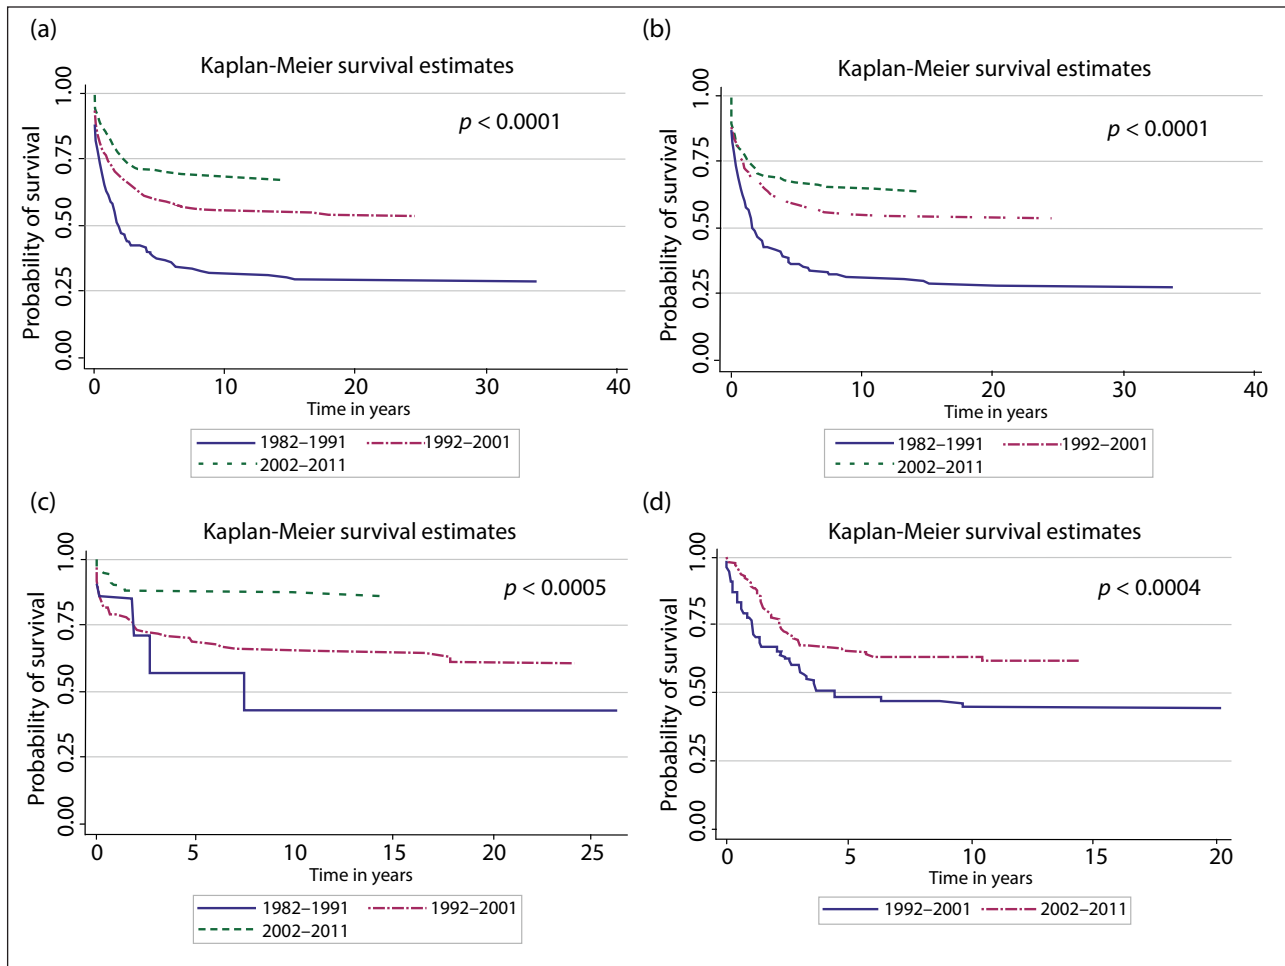 (a)
Kaplan-Meier survival estimates
p < 0.0001
Probability of survival
1.00
0.75
0.50
0.25
0.00
0 10 20 30 40
Time in years
1982–1991 1992–2001
2002–2011
(b)
Kaplan-Meier survival estimates
p < 0.0001
Probability of survival
1.00
0.75
0.50
0.25
0.00
0 10 20 30 40
Time in years
1982–1991 1992–2001
2002–2011
(c)
Kaplan-Meier survival estimates
p < 0.0005
Probability of survival
1.00
0.75
0.50
0.25
0.00
0 5 10 15 20 25
Time in years
1982–1991 1992–2001
2002–2011
(d)
Kaplan-Meier survival estimates
p < 0.0004
Probability of survival
1.00
0.75
0.50
0.25
0.00
0 5 10 15 20
Time in years
1992–2001 2002–2011